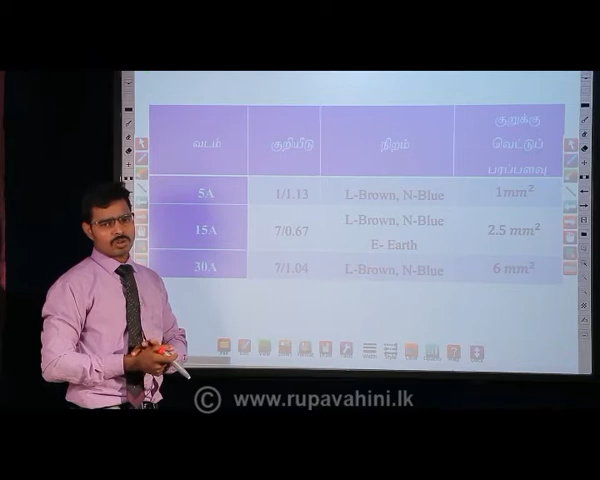 வடம் குறியீடு நிறம் குறுக்கு வெட்டுப் பரப்பளவு
5A 1/1.13 L-Brown, N-Blue 1mm²
15A 7/0.67 L-Brown, N-Blue E- Earth 2.5 mm²
30A 7/1.04 L-Brown, N-Blue 6 mm²
© www.rupavahini.lk